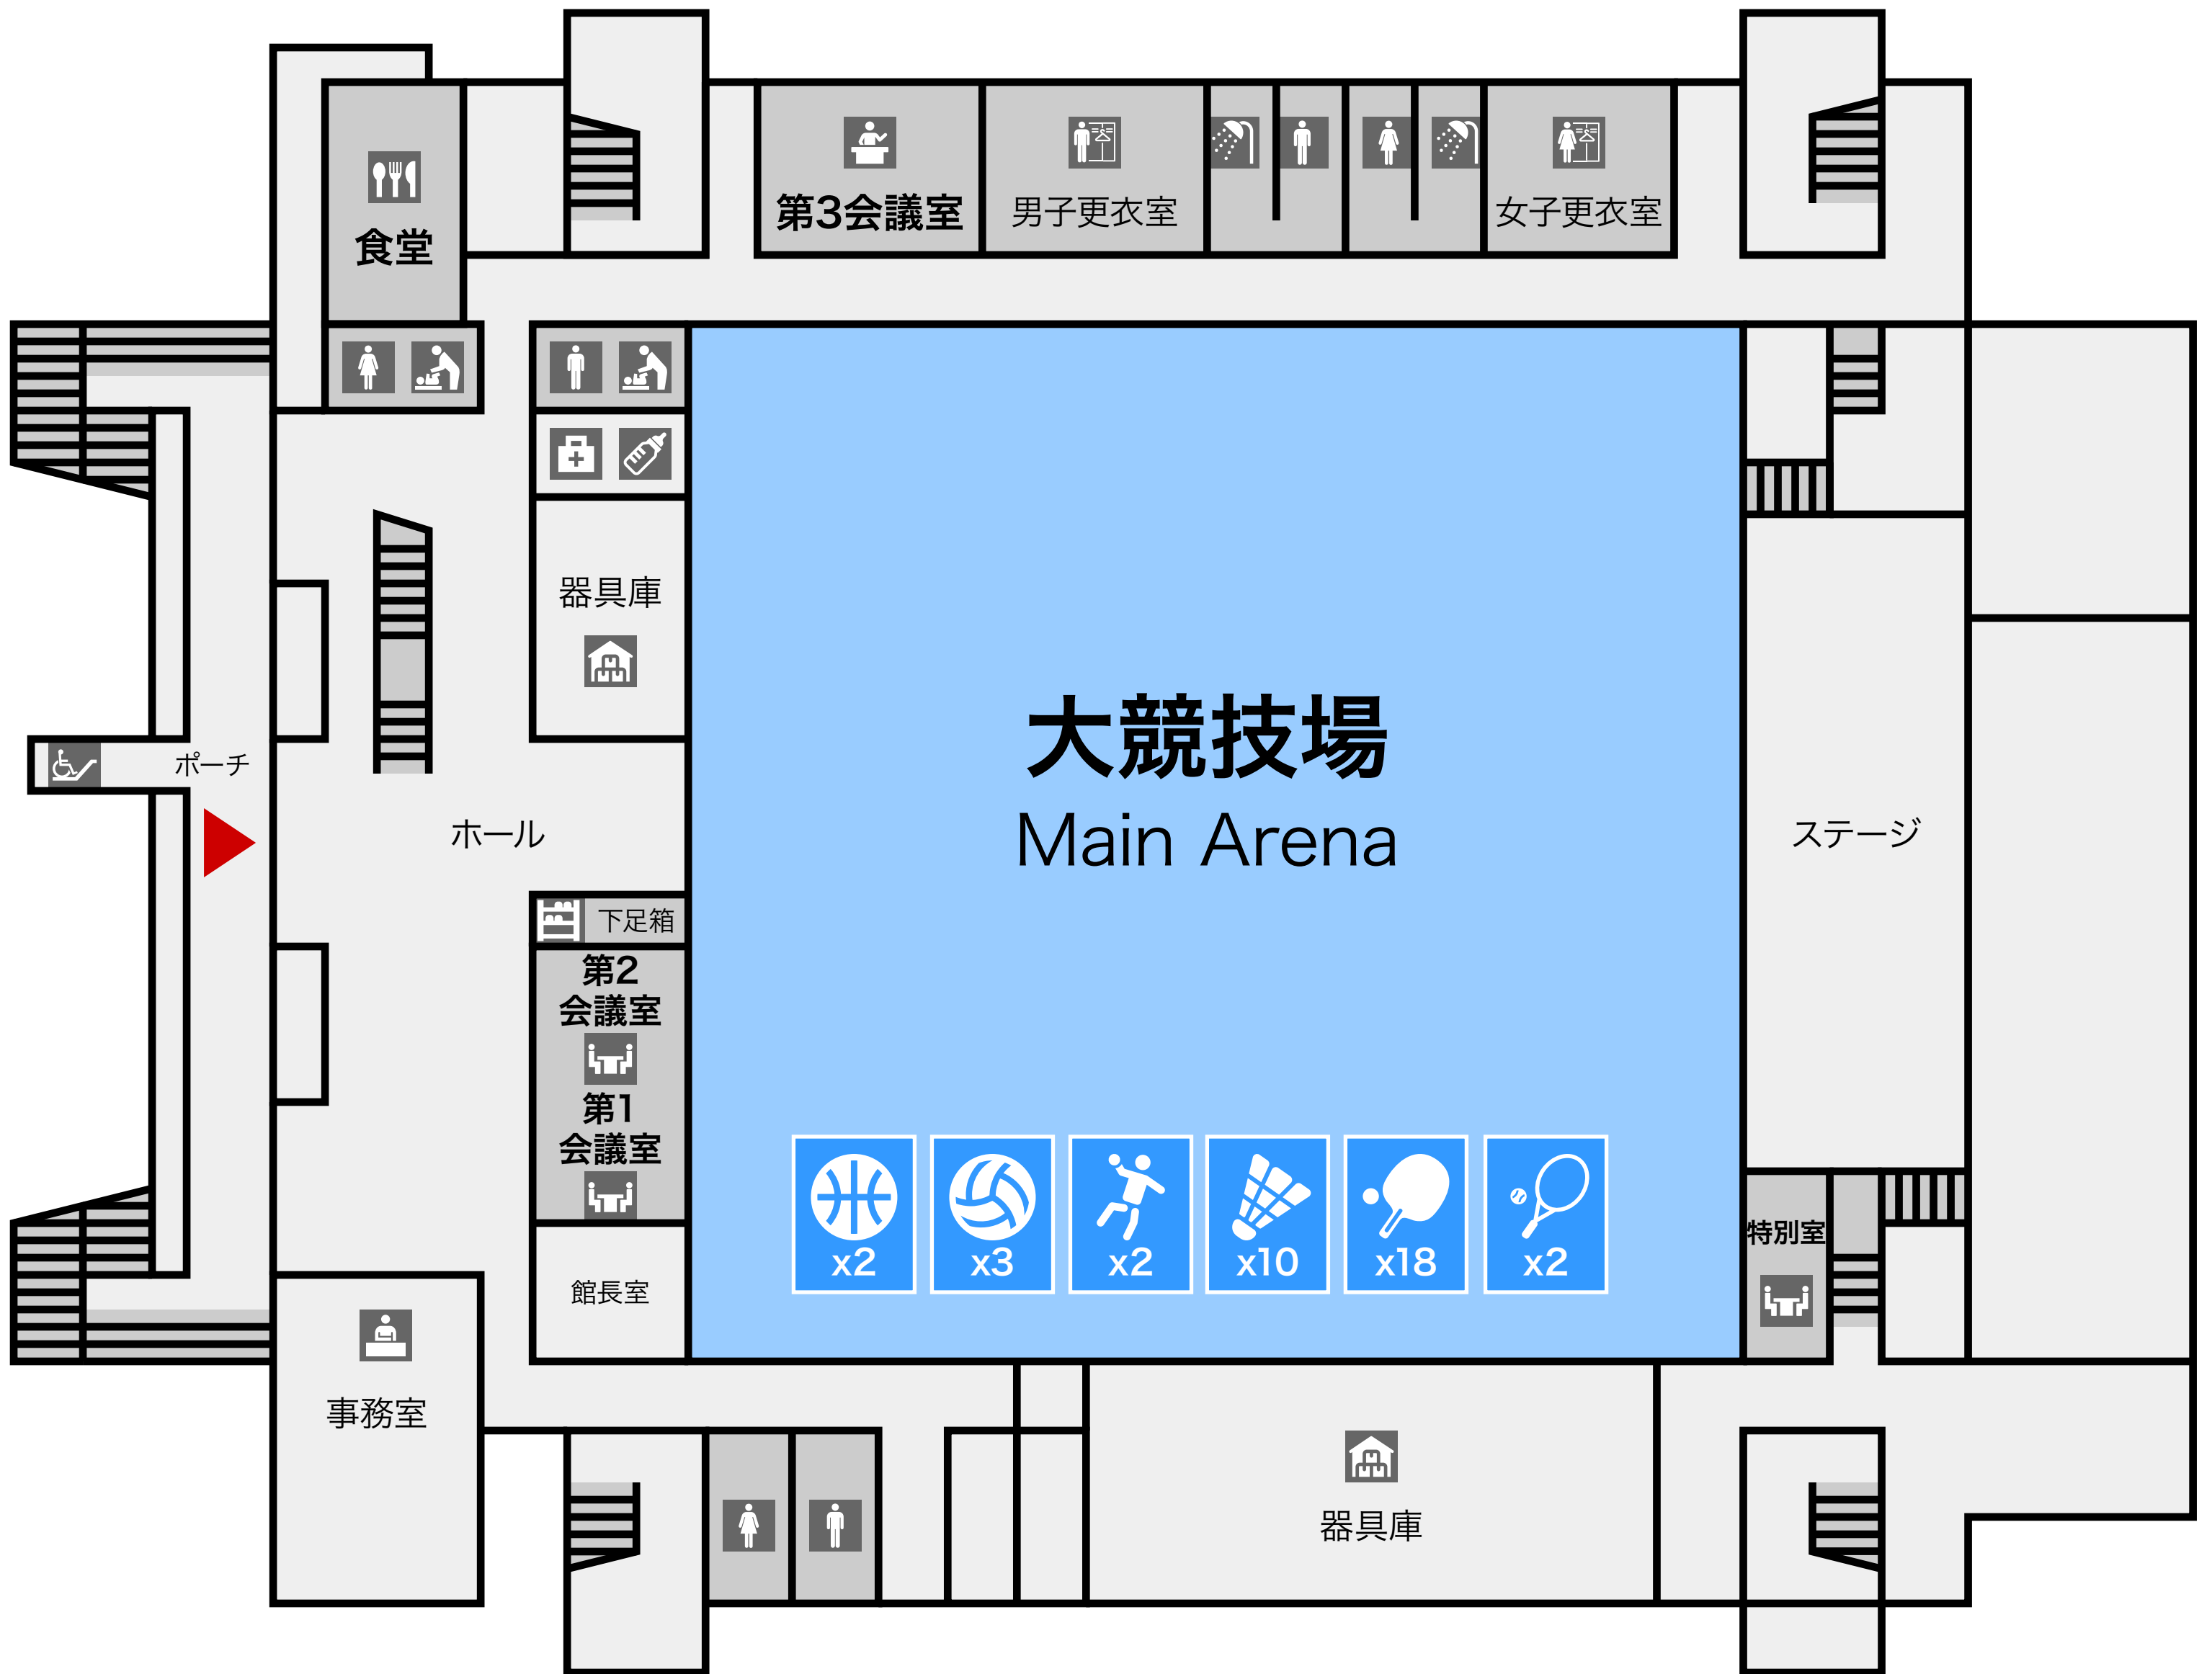 第3会議室
男子更衣室
女子更衣室
食堂
器具庫
大競技場
Main Arena
ポーチ
ホール
ステージ
下足箱
第2
会議室
第1
会議室
特別室
x2
x3
x2
x10
x18
x2
館長室
事務室
器具庫